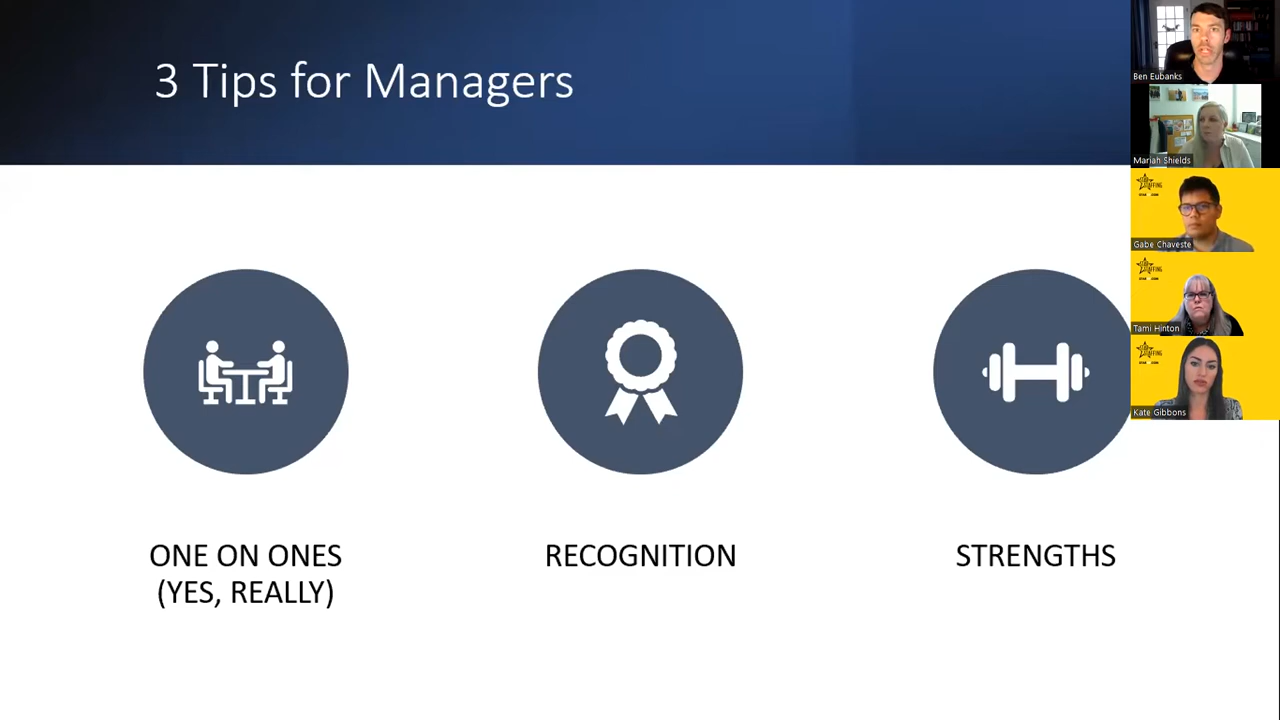 3 Tips for Managers
ONE ON ONES
(YES, REALLY)
RECOGNITION
STRENGTHS
Ben Eubanks
Mariah Shields
Gabe Chaveste
Tami Hinton
Kate Gibbons